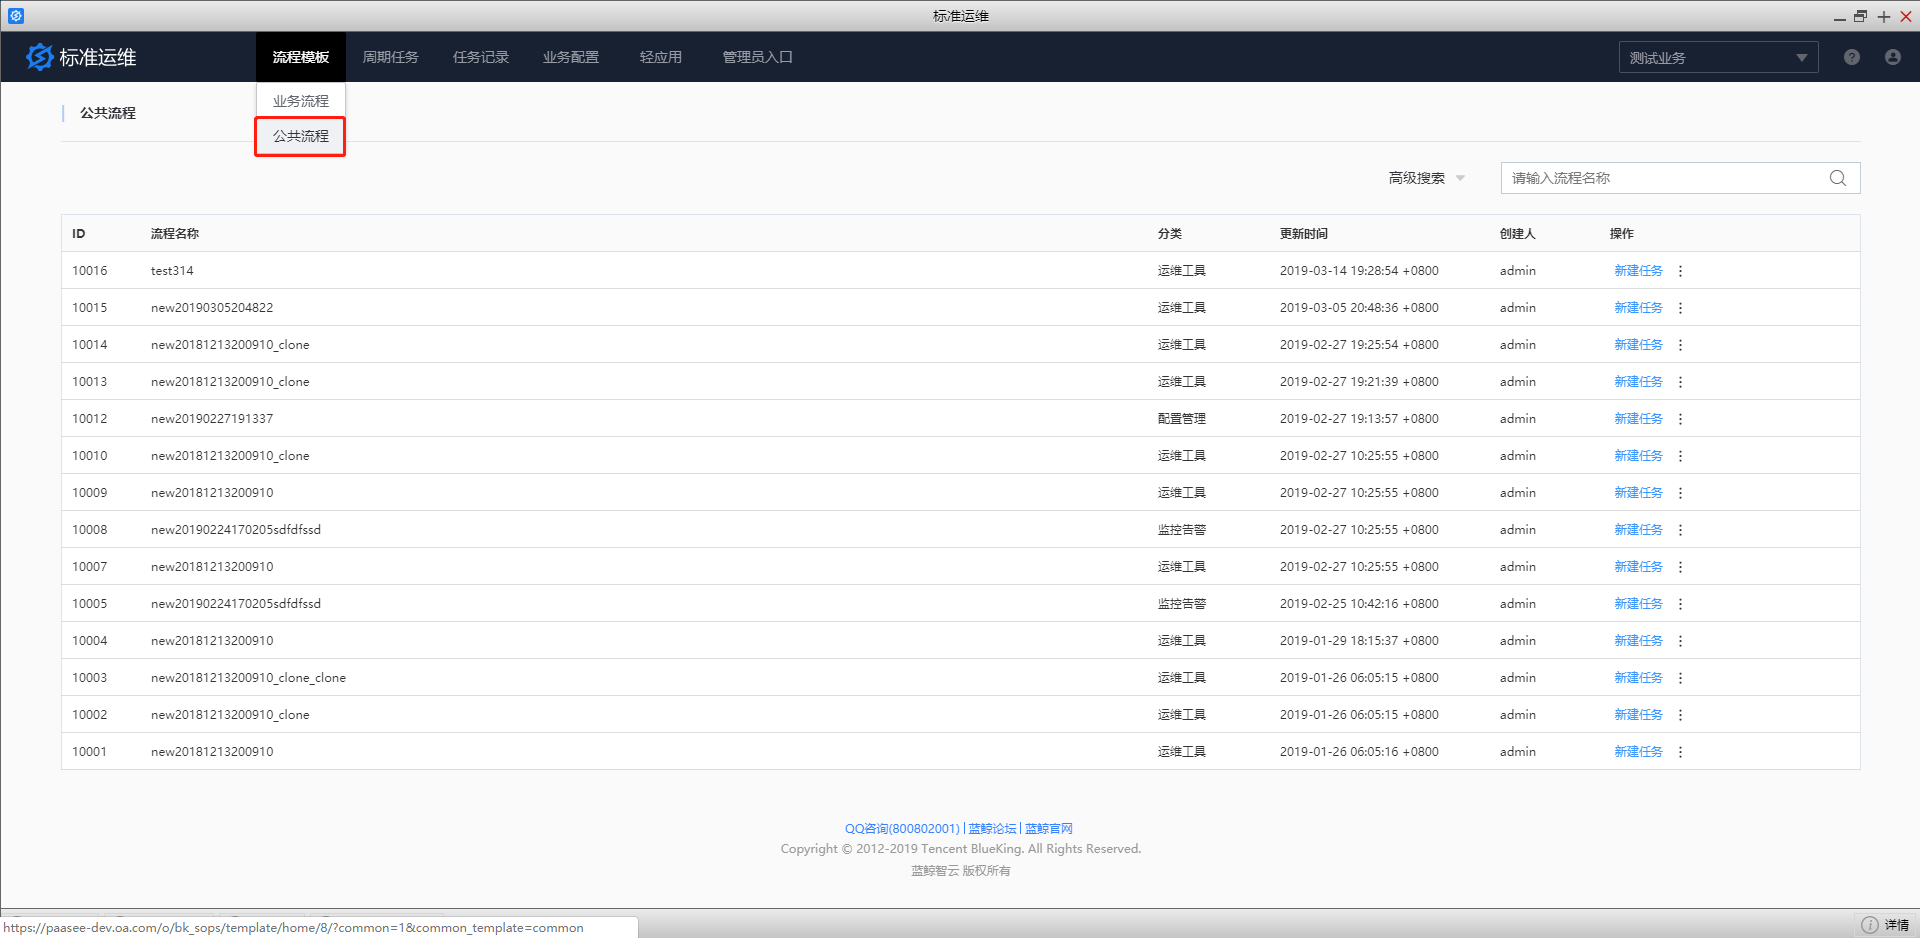 标准运维
标准运维 流程模板 周期任务 任务记录 业务配置 轻应用 管理员入口 测试业务
业务流程
公共流程
公共流程
高级搜索 请输入流程名称
ID 流程名称 分类 更新时间 创建人 操作
10016 test314 运维工具 2019-03-14 19:28:54 +0800 admin 新建任务
10015 new20190305204822 运维工具 2019-03-05 20:48:36 +0800 admin 新建任务
10014 new20181213200910_clone 运维工具 2019-02-27 19:25:54 +0800 admin 新建任务
10013 new20181213200910_clone 运维工具 2019-02-27 19:21:39 +0800 admin 新建任务
10012 new20190227191337 配置管理 2019-02-27 19:13:57 +0800 admin 新建任务
10010 new20181213200910_clone 运维工具 2019-02-27 10:25:55 +0800 admin 新建任务
10009 new20181213200910 运维工具 2019-02-27 10:25:55 +0800 admin 新建任务
10008 new20190224170205sdfdfssd 监控告警 2019-02-27 10:25:55 +0800 admin 新建任务
10007 new20181213200910 运维工具 2019-02-27 10:25:55 +0800 admin 新建任务
10005 new20190224170205sdfdfssd 监控告警 2019-02-25 10:42:16 +0800 admin 新建任务
10004 new20181213200910 运维工具 2019-01-29 18:15:37 +0800 admin 新建任务
10003 new20181213200910_clone_clone 运维工具 2019-01-26 06:05:15 +0800 admin 新建任务
10002 new20181213200910_clone 运维工具 2019-01-26 06:05:15 +0800 admin 新建任务
10001 new20181213200910 运维工具 2019-01-26 06:05:16 +0800 admin 新建任务
QQ咨询(800802001) | 蓝鲸论坛 | 蓝鲸官网
Copyright © 2012-2019 Tencent BlueKing. All Rights Reserved.
蓝鲸智云 版权所有
https://paasee-dev.oa.com/o/bk_sops/template/home/8/?common=1&common_template=common
详情